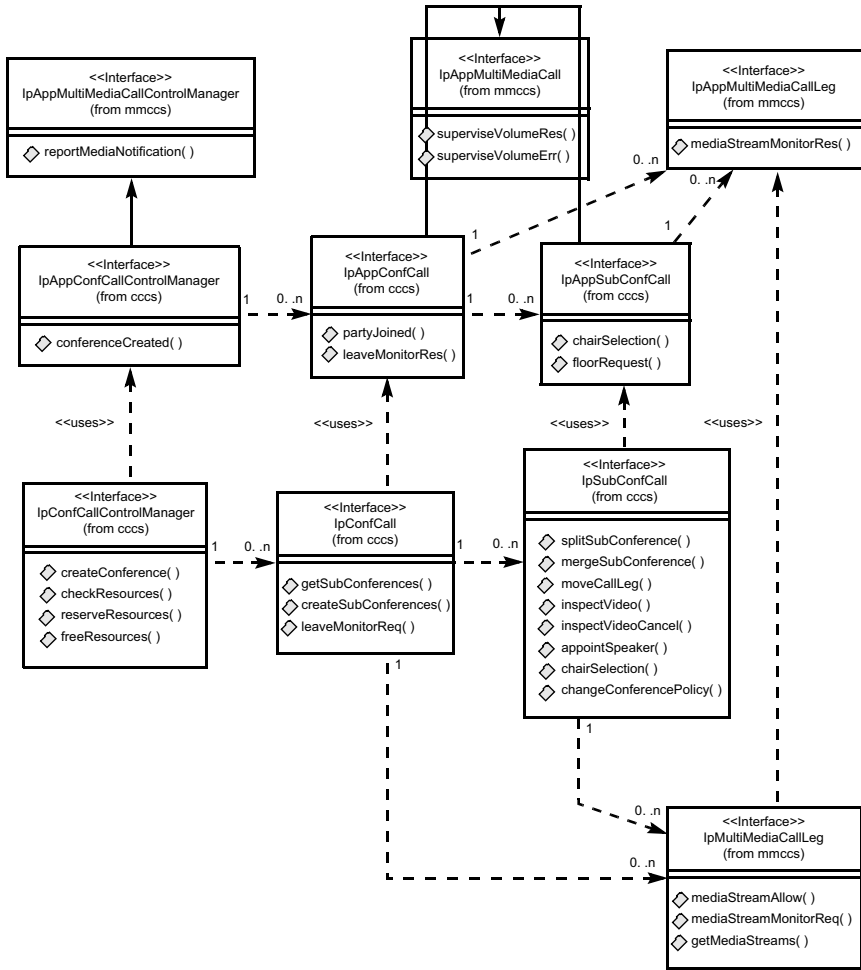 <<Interface>>
IpAppMultiMediaCallControlManager
(from mmccs)
reportMediaNotification( )
<<Interface>>
IpAppMultiMediaCall
(from mmccs)
superviseVolumeRes( )
superviseVolumeErr( )
<<Interface>>
IpAppMultiMediaCallLeg
(from mmccs)
mediaStreamMonitorRes( )
0. .n
0. .n
1
1
<<Interface>>
IpAppConfCallControlManager
(from cccs)
conferenceCreated( )
1
0. .n
<<Interface>>
IpAppConfCall
(from cccs)
partyJoined( )
leaveMonitorRes( )
1
0. .n
<<Interface>>
IpAppSubConfCall
(from cccs)
chairSelection( )
floorRequest( )
<<uses>>
<<uses>>
<<uses>>
<<uses>>
<<Interface>>
IpConfCallControlManager
(from cccs)
createConference( )
checkResources( )
reserveResources( )
freeResources( )
1
0. .n
<<Interface>>
IpConfCall
(from cccs)
getSubConferences( )
createSubConferences( )
leaveMonitorReq( )
1
0. .n
<<Interface>>
IpSubConfCall
(from cccs)
splitSubConference( )
mergeSubConference( )
moveCallLeg( )
inspectVideo( )
inspectVideoCancel( )
appointSpeaker( )
chairSelection( )
changeConferencePolicy( )
1
1
0. .n
0. .n
<<Interface>>
IpMultiMediaCallLeg
(from mmccs)
mediaStreamAllow( )
mediaStreamMonitorReq( )
getMediaStreams( )